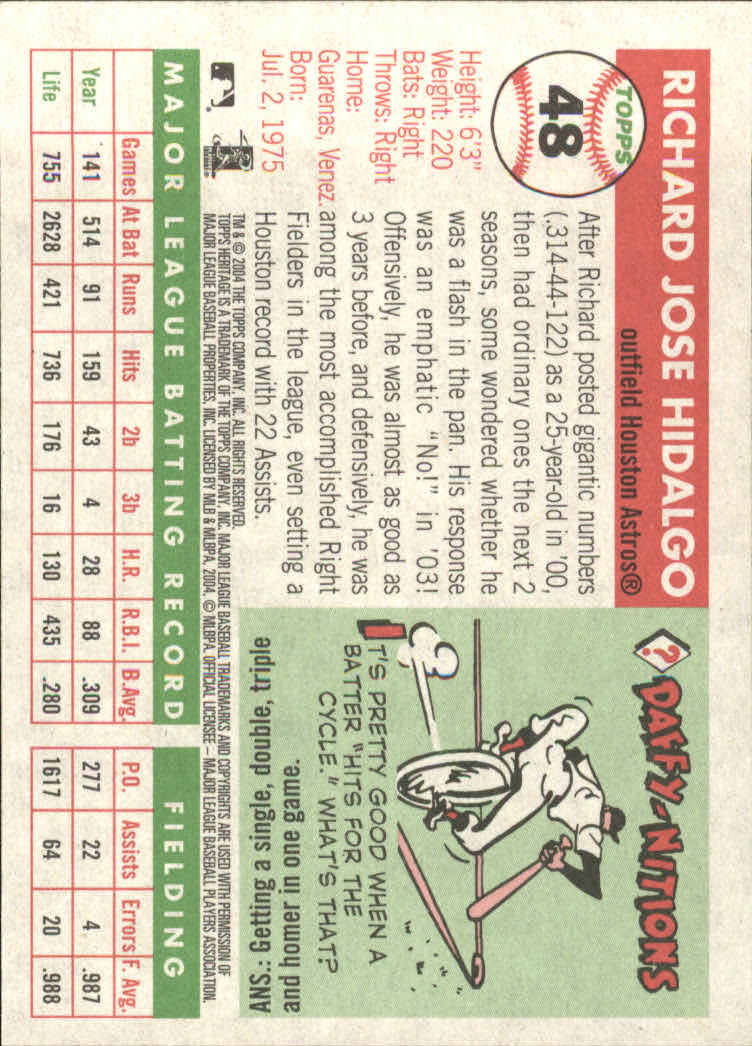 RICHARD JOSE HIDALGO
outfield Houston Astros®
TOPPS
48
Height: 6'3"
Weight: 220
Bats: Right
Throws: Right
Home:
Guarenas, Venez.
Born:
Jul. 2, 1975
After Richard posted gigantic numbers
(.314-44-122) as a 25-year-old in '00,
then had ordinary ones the next 2
seasons, some wondered whether he
was a flash in the pan. His response
was an emphatic "No!" in '03!
Offensively, he was almost as good as
3 years before, and defensively, he was
among the most accomplished Right
Fielders in the league, even setting a
Houston record with 22 Assists.
TM & © 2004 THE TOPPS COMPANY, INC. ALL RIGHTS RESERVED.
TOPPS HERITAGE IS A TRADEMARK OF THE TOPPS COMPANY, INC. MAJOR LEAGUE BASEBALL TRADEMARKS AND COPYRIGHTS ARE USED WITH PERMISSION OF
MAJOR LEAGUE BASEBALL PROPERTIES, INC. LICENSED BY MLB & MLBPA, 2004. © MLBPA. OFFICIAL LICENSEE – MAJOR LEAGUE BASEBALL PLAYERS ASSOCIATION.
? DAFFY-NITIONS
IT'S PRETTY GOOD WHEN A
BATTER "HITS FOR THE
CYCLE." WHAT'S THAT?
ANS.: Getting a single, double, triple
and homer in one game.
MAJOR LEAGUE BATTING RECORD FIELDING
Games At Bat Runs Hits 2b 3b H.R. R.B.I. B.Avg. P.O. Assists Errors F. Avg.
Year 141 514 91 159 43 4 28 88 .309 277 22 4 .987
Life 755 2628 421 736 176 16 130 435 .280 1617 64 20 .988